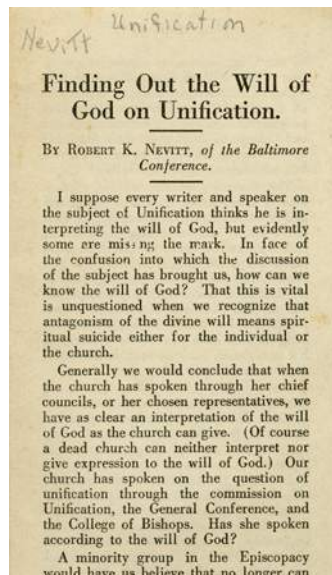 Unification
Nevitt
Finding Out the Will of
God on Unification.
By Robert K. Nevitt, of the Baltimore
Conference.
I suppose every writer and speaker on
the subject of Unification thinks he is in-
terpreting the will of God, but evidently
some are missing the mark. In face of
the confusion into which the discussion
of the subject has brought us, how can we
know the will of God? That this is vital
is unquestioned when we recognize that
antagonism of the divine will means spir-
itual suicide either for the individual or
the church.
Generally we would conclude that when
the church has spoken through her chief
councils, or her chosen representatives, we
have as clear an interpretation of the will
of God as the church can give. (Of course
a dead church can neither interpret nor
give expression to the will of God.) Our
church has spoken on the question of
unification through the commission on
Unification, the General Conference, and
the College of Bishops. Has she spoken
according to the will of God?
A minority group in the Episcopacy
would have us believe that no longer can